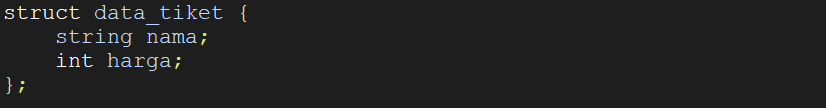 struct data_tiket {
    string nama;
    int harga;
};